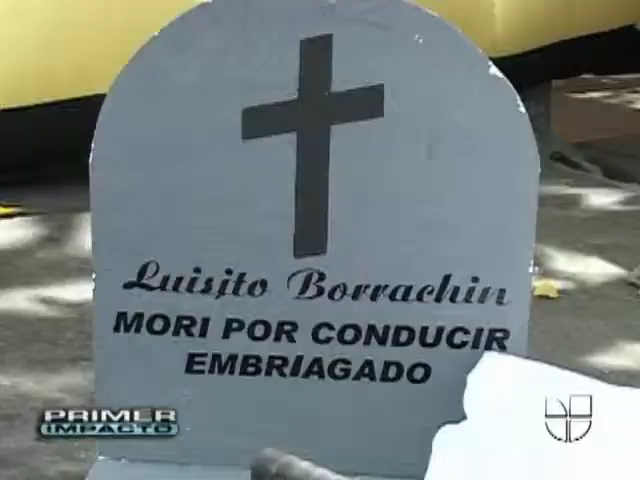 Luisito Borrachin
MORI POR CONDUCIR
EMBRIAGADO
PRIMER
IMPACTO